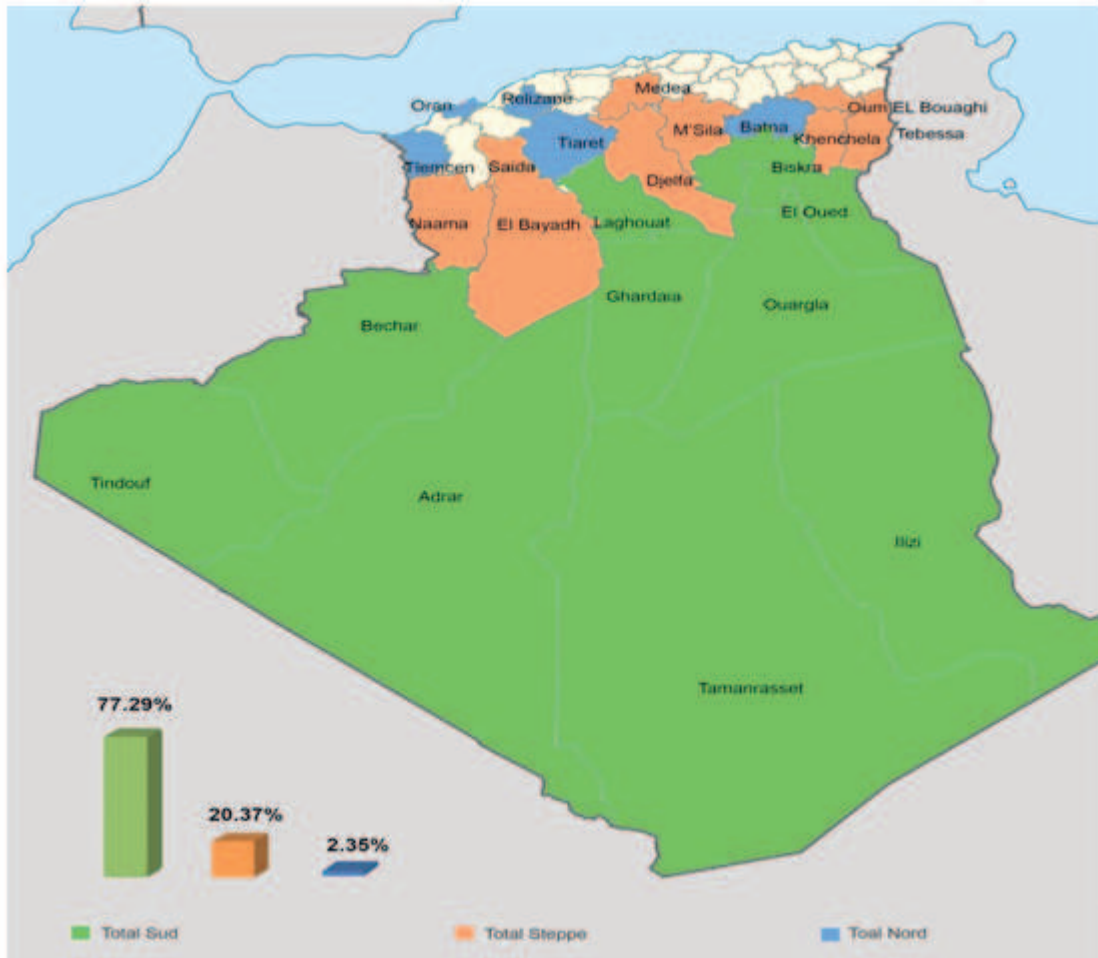 Oran
Relizane
Medea
Oum EL Bouaghi
M'Sila
Batna
Khenchela
Tebessa
Tiaret
Tlemcen
Saida
Biskra
Djelfa
Naama
El Bayadh
Laghouat
El Oued
Ghardaia
Ouargla
Bechar
Tindouf
Adrar
Ilizi
Tamanrasset
77.29%
20.37%
2.35%
Total Sud
Total Steppe
Toal Nord